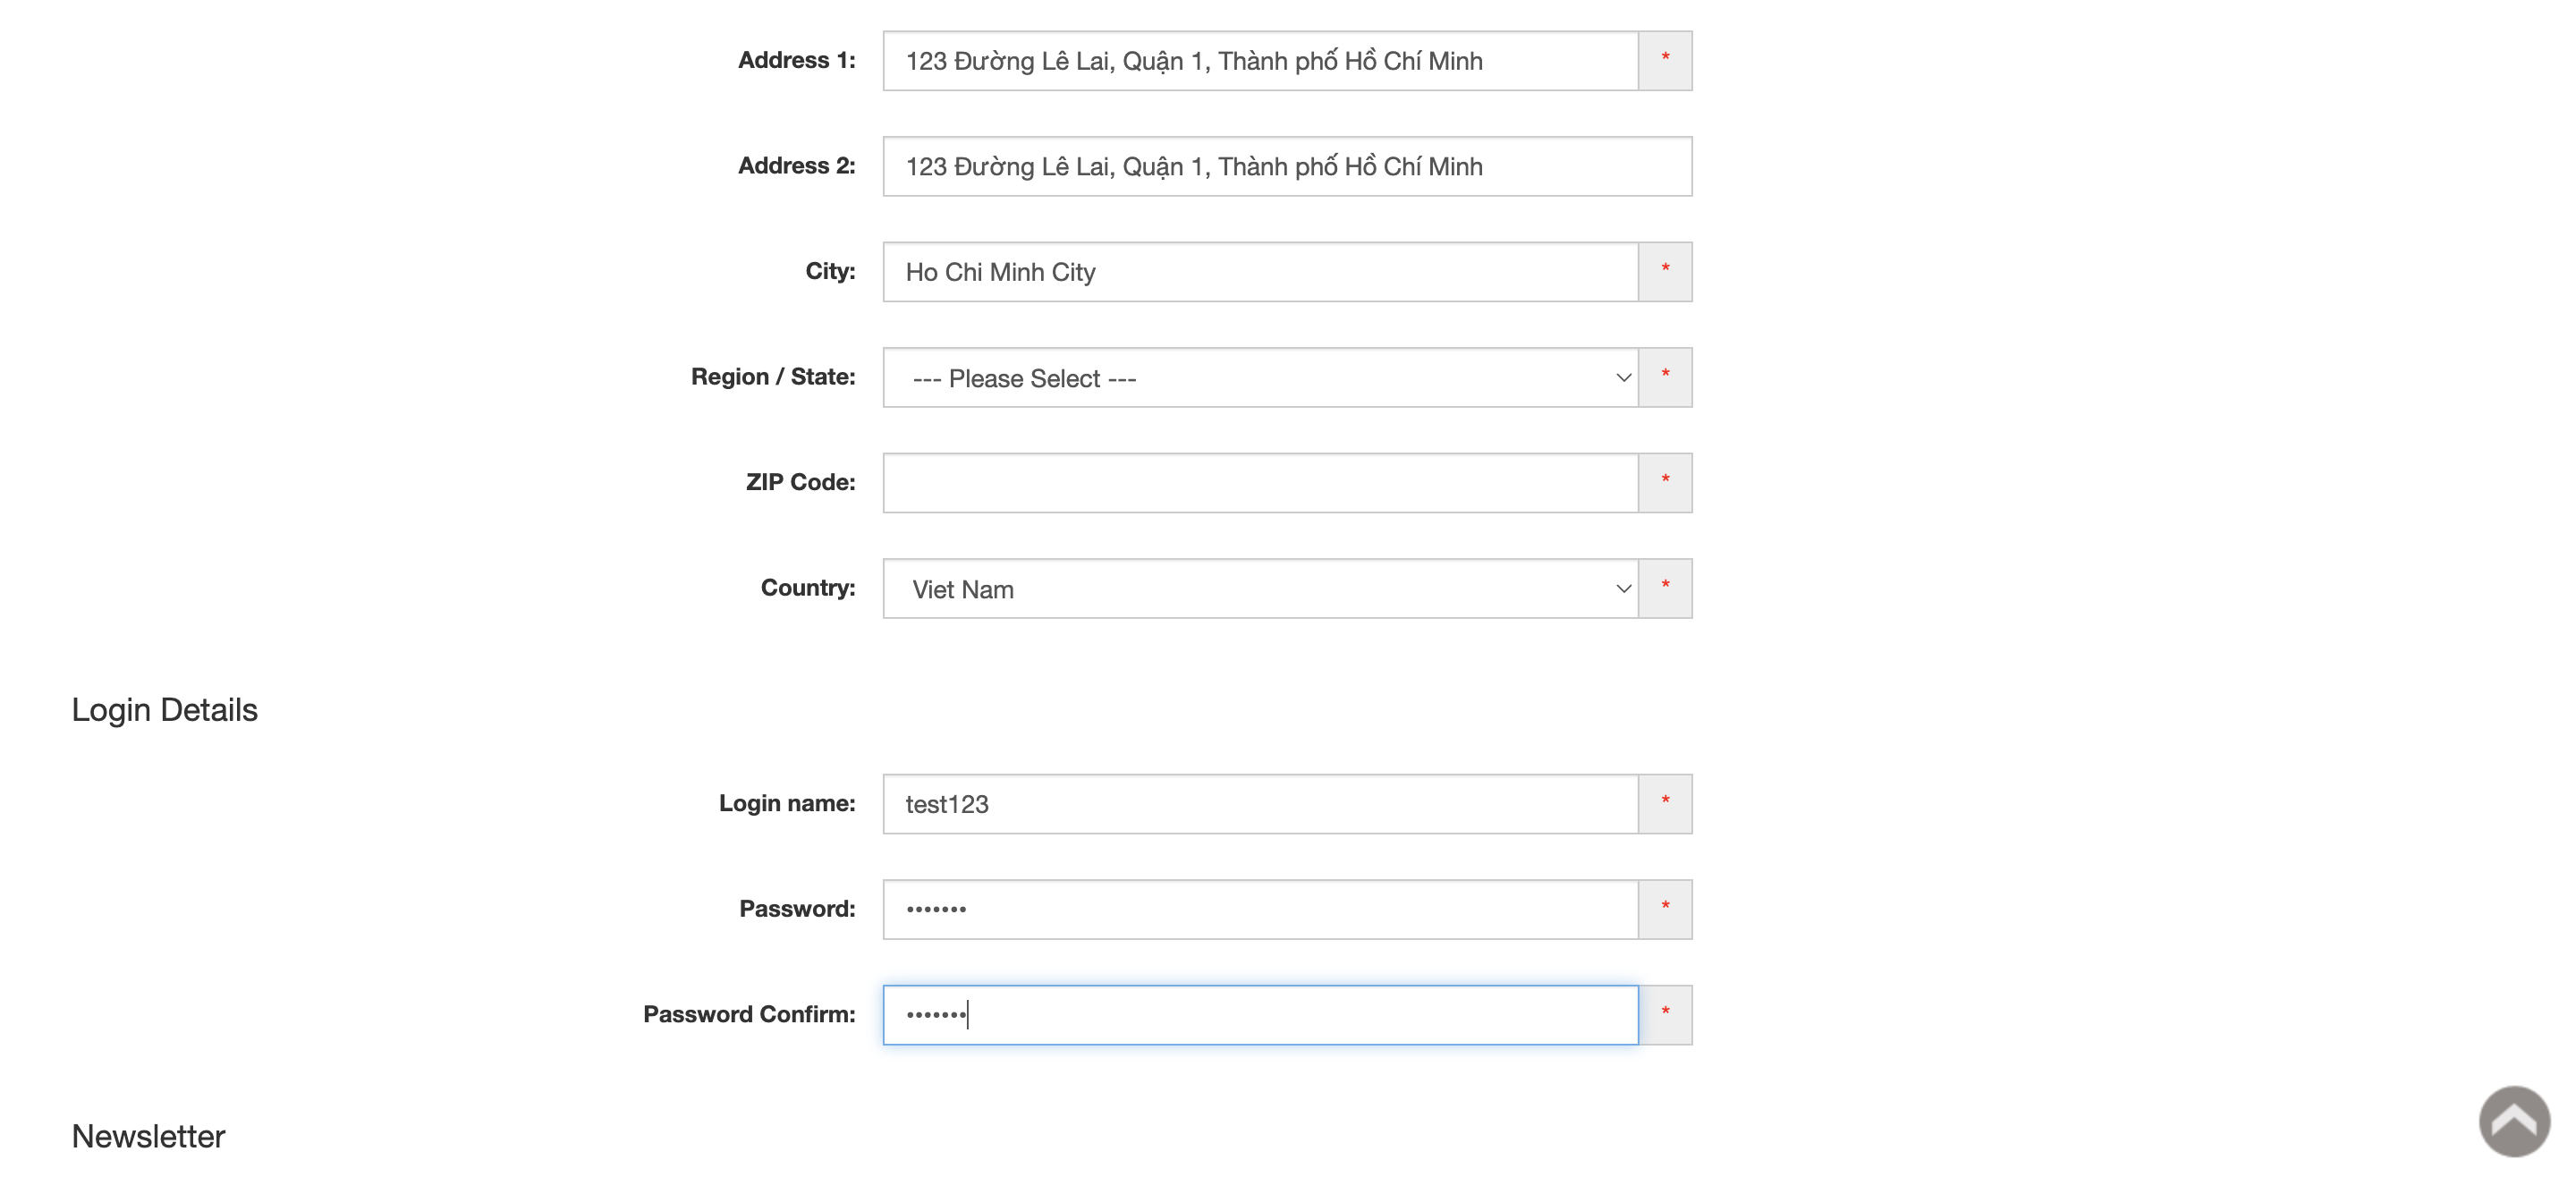 Address 1: 123 Đường Lê Lai, Quận 1, Thành phố Hồ Chí Minh *
Address 2: 123 Đường Lê Lai, Quận 1, Thành phố Hồ Chí Minh
City: Ho Chi Minh City *
Region / State: --- Please Select --- *
ZIP Code: *
Country: Viet Nam *
Login Details
Login name: test123 *
Password: ••••••• *
Password Confirm: ••••••• *
Newsletter